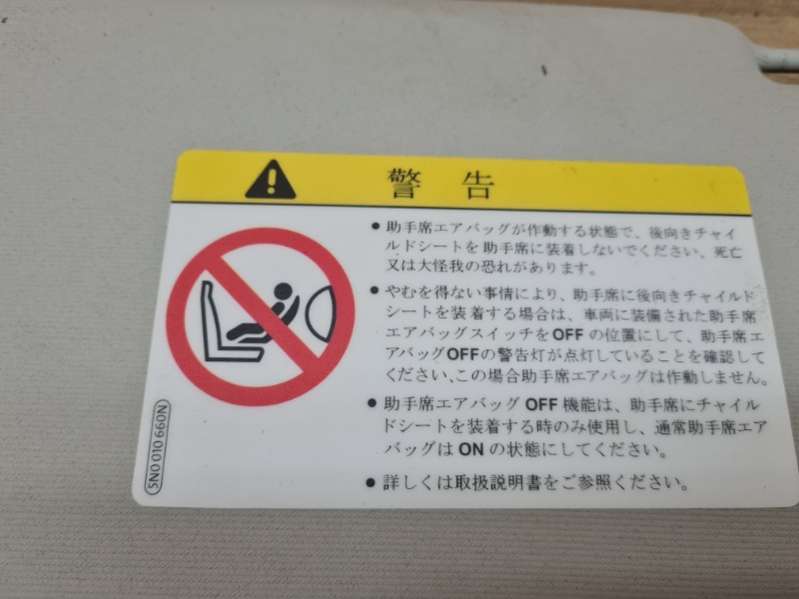 警告
● 助手席エアバッグが作動する状態で、後向きチャイ
ルドシートを助手席に装着しないでください。死亡
又は大怪我の恐れがあります。
● やむを得ない事情により、助手席に後向きチャイルド
シートを装着する場合は、車両に装備された助手席
エアバッグスイッチをOFF の位置にして、助手席エ
アバッグOFFの警告灯が点灯していることを確認して
ください、この場合助手席エアバッグは作動しません。
● 助手席エアバッグ OFF 機能は、助手席にチャイル
ドシートを装着する時のみ使用し、通常助手席エア
バッグは ON の状態にしてください。
● 詳しくは取扱説明書をご参照ください。
5N0 010 660N